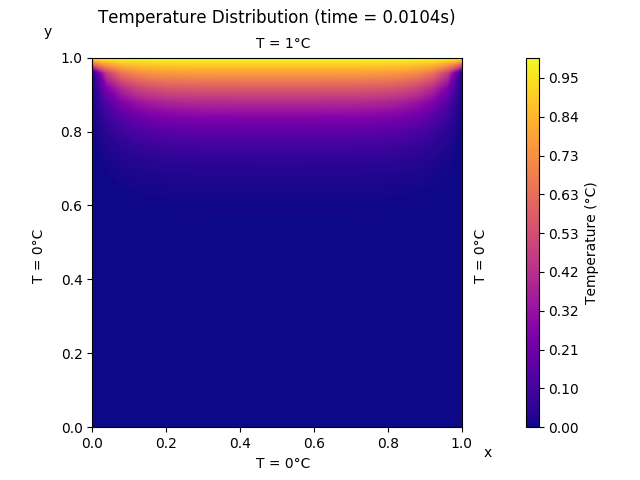 Temperature Distribution (time = 0.0104s)
y
T = 1°C
1.0
0.8
0.6
0.4
0.2
0.0
T = 0°C
T = 0°C
0.0 0.2 0.4 0.6 0.8 1.0
x
T = 0°C
0.95
0.84
0.73
0.63
0.53
0.42
0.32
0.21
0.10
0.00
Temperature (°C)